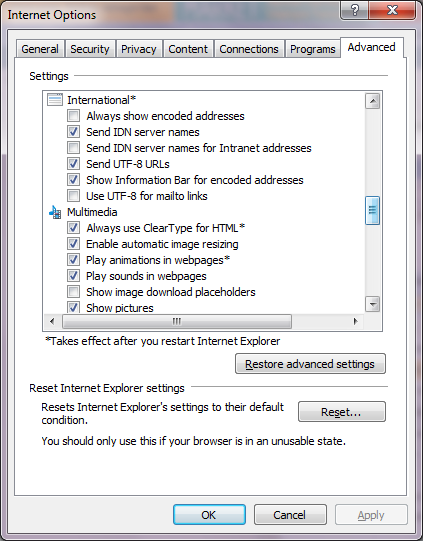 Internet Options
General Security Privacy Content Connections Programs Advanced
Settings
International*
Always show encoded addresses
Send IDN server names
Send IDN server names for Intranet addresses
Send UTF-8 URLs
Show Information Bar for encoded addresses
Use UTF-8 for mailto links
Multimedia
Always use ClearType for HTML*
Enable automatic image resizing
Play animations in webpages*
Play sounds in webpages
Show image download placeholders
Show pictures
*Takes effect after you restart Internet Explorer
Restore advanced settings
Reset Internet Explorer settings
Resets Internet Explorer's settings to their default
condition.
Reset...
You should only use this if your browser is in an unusable state.
OK Cancel Apply